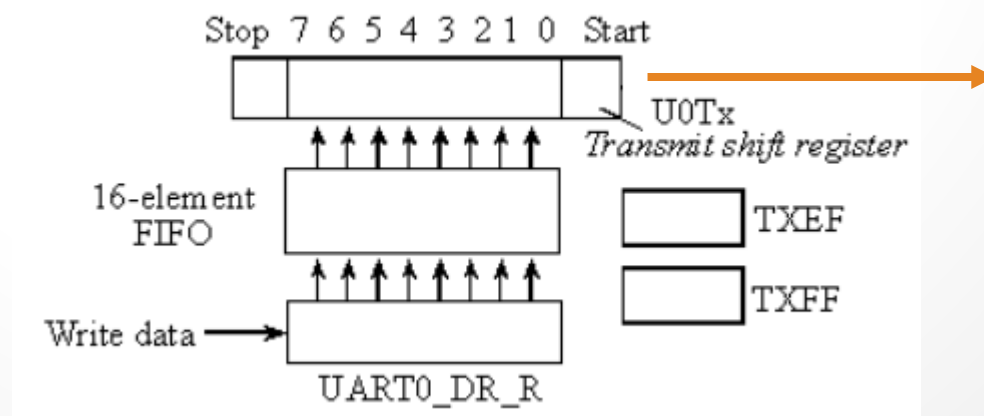 Stop 7 6 5 4 3 2 1 0 Start
U0Tx
Transmit shift register
16-element
FIFO
TXEF
TXFF
Write data
UART0_DR_R